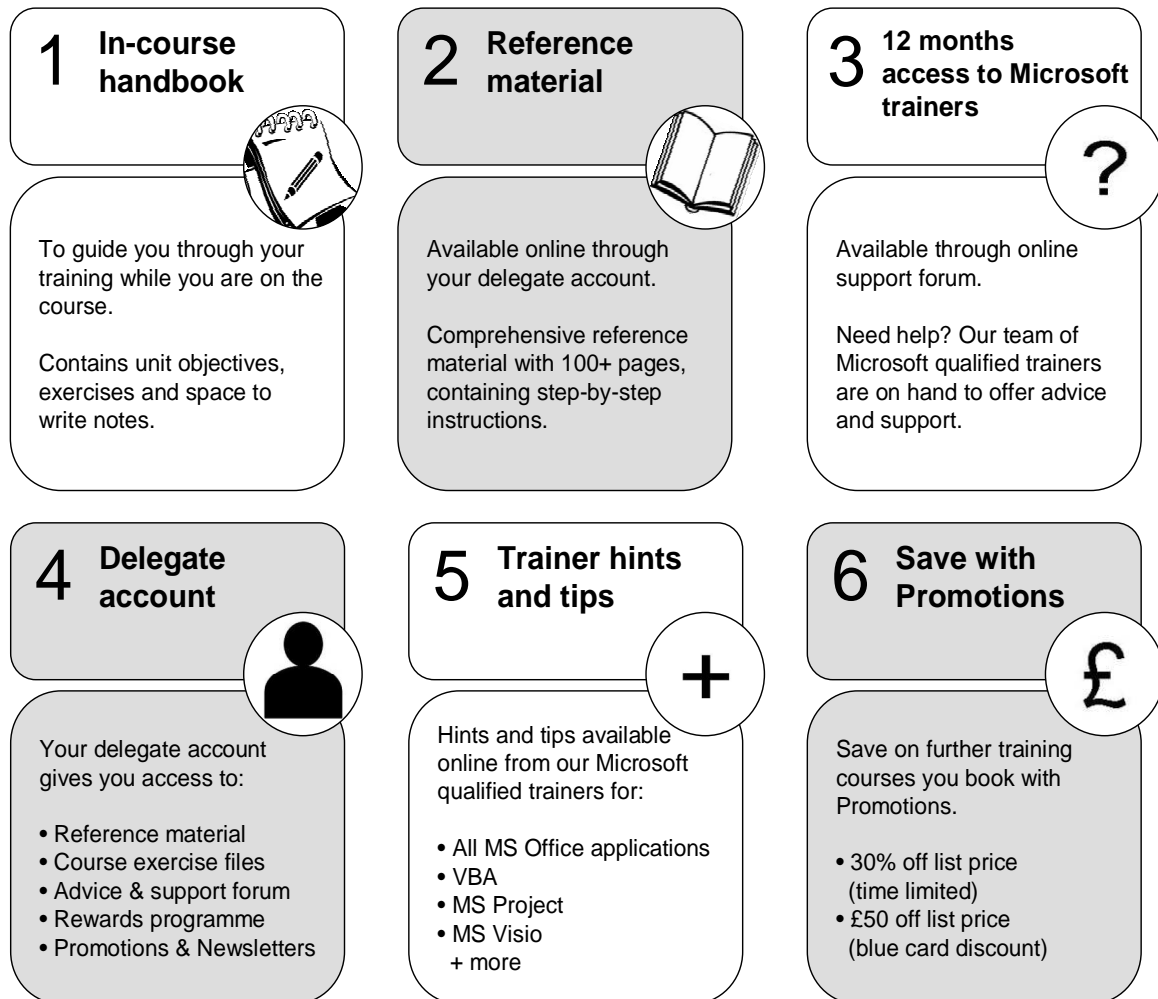 1
In-course
handbook
To guide you through your
training while you are on the
course.
Contains unit objectives,
exercises and space to
write notes.
2
Reference
material
Available online through
your delegate account.
Comprehensive reference
material with 100+ pages,
containing step-by-step
instructions.
3
12 months
access to Microsoft
trainers
?
Available through online
support forum.
Need help? Our team of
Microsoft qualified trainers
are on hand to offer advice
and support.
4
Delegate
account
Your delegate account
gives you access to:
• Reference material
• Course exercise files
• Advice & support forum
• Rewards programme
• Promotions & Newsletters
5
Trainer hints
and tips
+
Hints and tips available
online from our Microsoft
qualified trainers for:
• All MS Office applications
• VBA
• MS Project
• MS Visio
+ more
6
Save with
Promotions
£
Save on further training
courses you book with
Promotions.
• 30% off list price
(time limited)
• £50 off list price
(blue card discount)